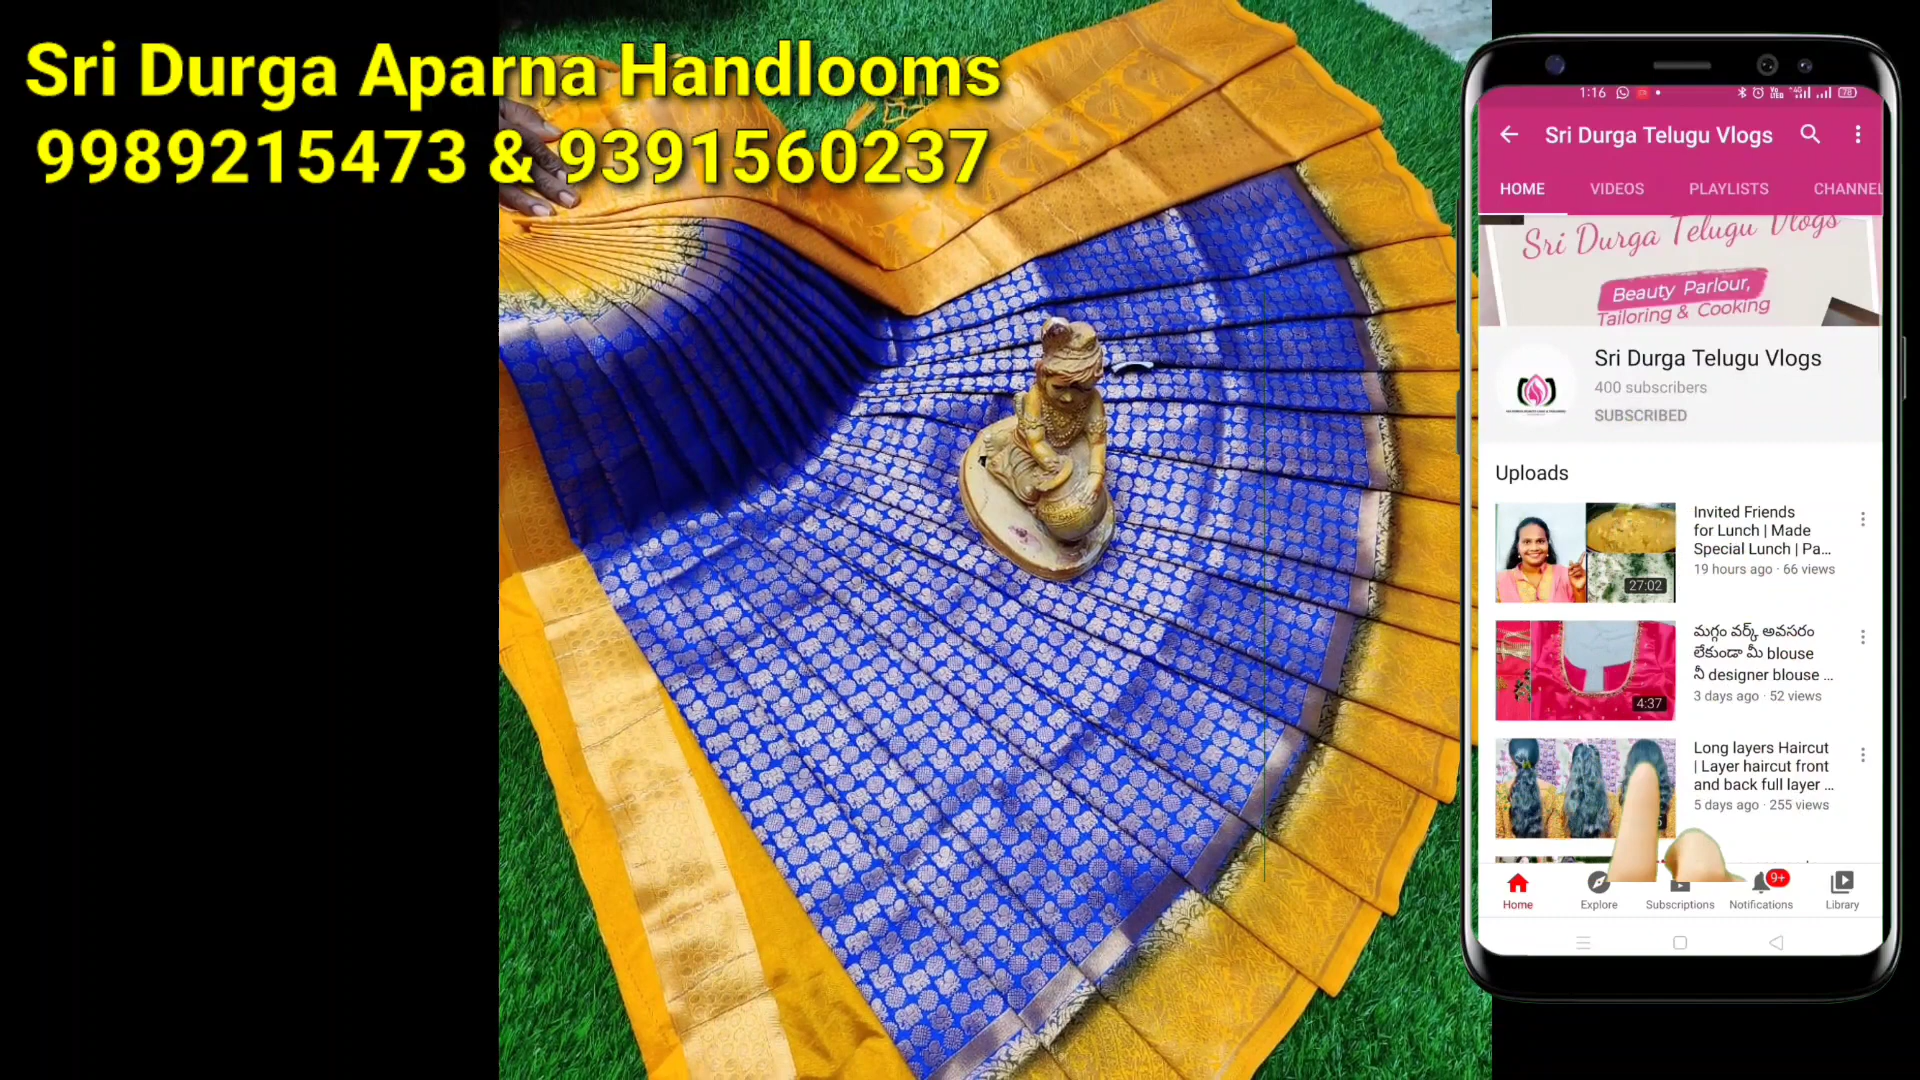 Sri Durga Aparna Handlooms
9989215473 & 9391560237
1:16
78
Sri Durga Telugu Vlogs
HOME VIDEOS PLAYLISTS CHANNEL
Sri Durga Telugu Vlogs
Beauty Parlour,
Tailoring & Cooking
Sri Durga Telugu Vlogs
400 subscribers
SUBSCRIBED
Uploads
Invited Friends
for Lunch | Made
Special Lunch | Pa...
19 hours ago · 66 views
27:02
మగ్గం వర్క్ అవసరం
లేకుండా మీ blouse
నీ designer blouse ...
3 days ago · 52 views
4:37
Long layers Haircut
| Layer haircut front
and back full layer ...
5 days ago · 255 views
9+
Home Explore Subscriptions Notifications Library